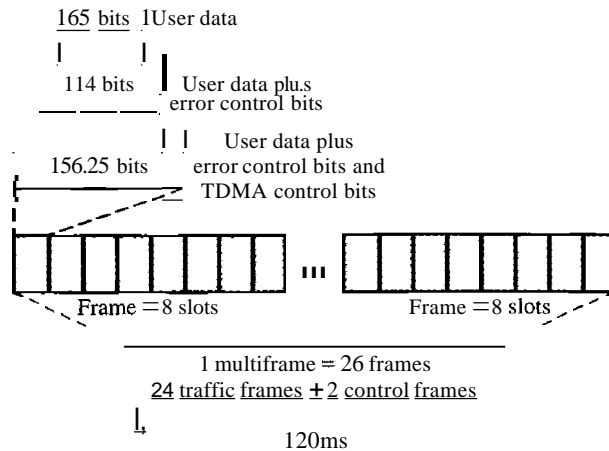 165 bits 1User data
114 bits User data plu.s
error control bits
User data plus
156.25 bits error control bits and
TDMA control bits
Frame = 8 slots Frame = 8 slots
1 multiframe = 26 frames
24 traffic frames + 2 control frames
120ms